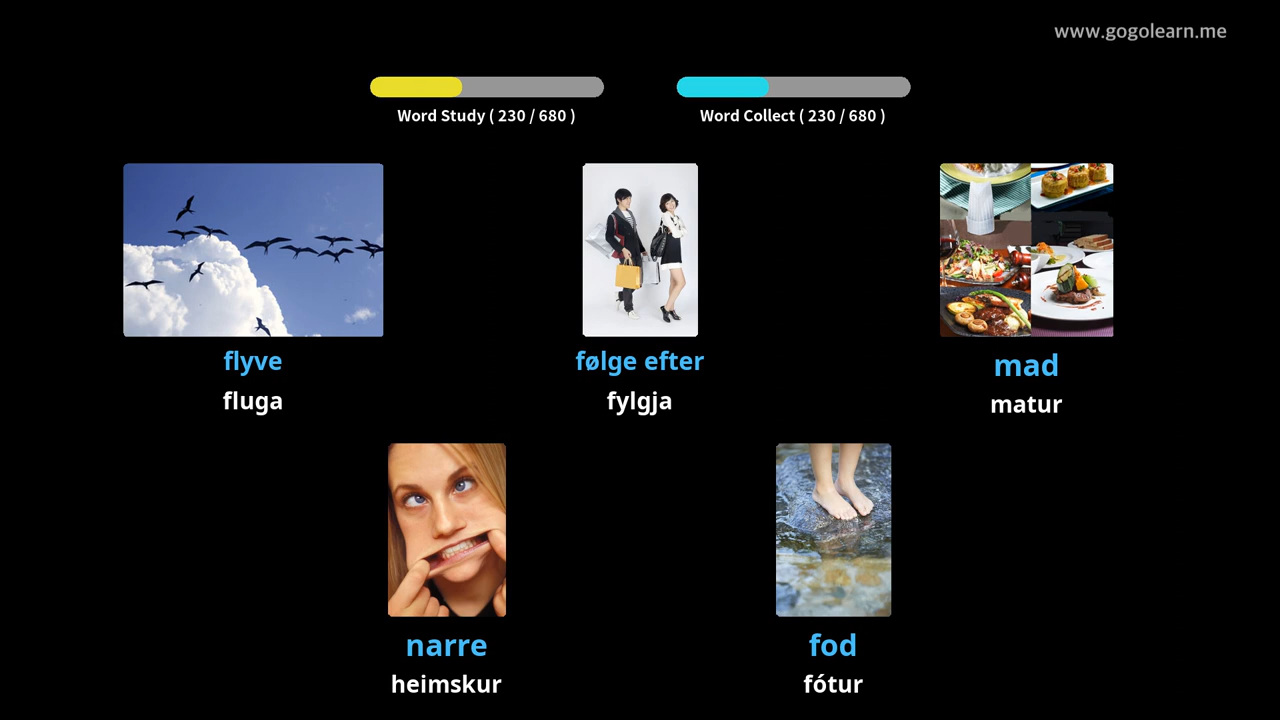 www.gogolearn.me
Word Study ( 230 / 680 )
Word Collect ( 230 / 680 )
flyve
fluga
følge efter
fylgja
mad
matur
narre
heimskur
fod
fótur